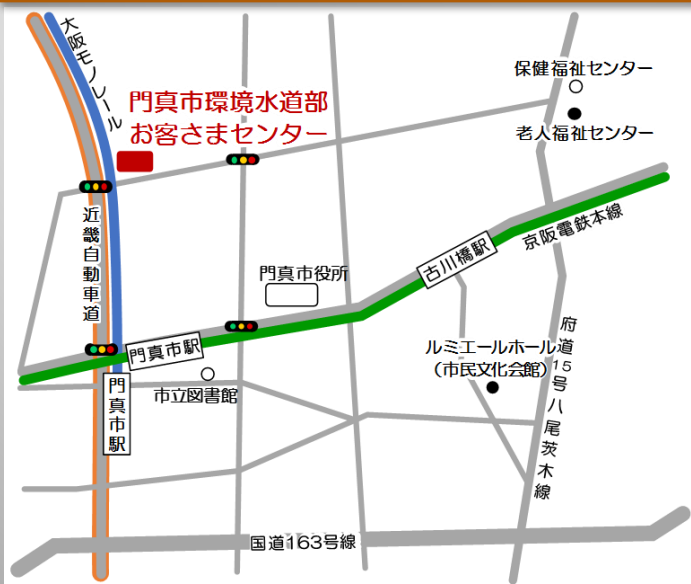 大阪モノレール
門真市環境水道部
お客さまセンター
保健福祉センター
老人福祉センター
近畿自動車道
京阪電鉄本線
古川橋駅
門真市役所
門真市駅
門真市駅
市立図書館
ルミエールホール
（市民文化会館）
府道15号八尾茨木線
国道163号線